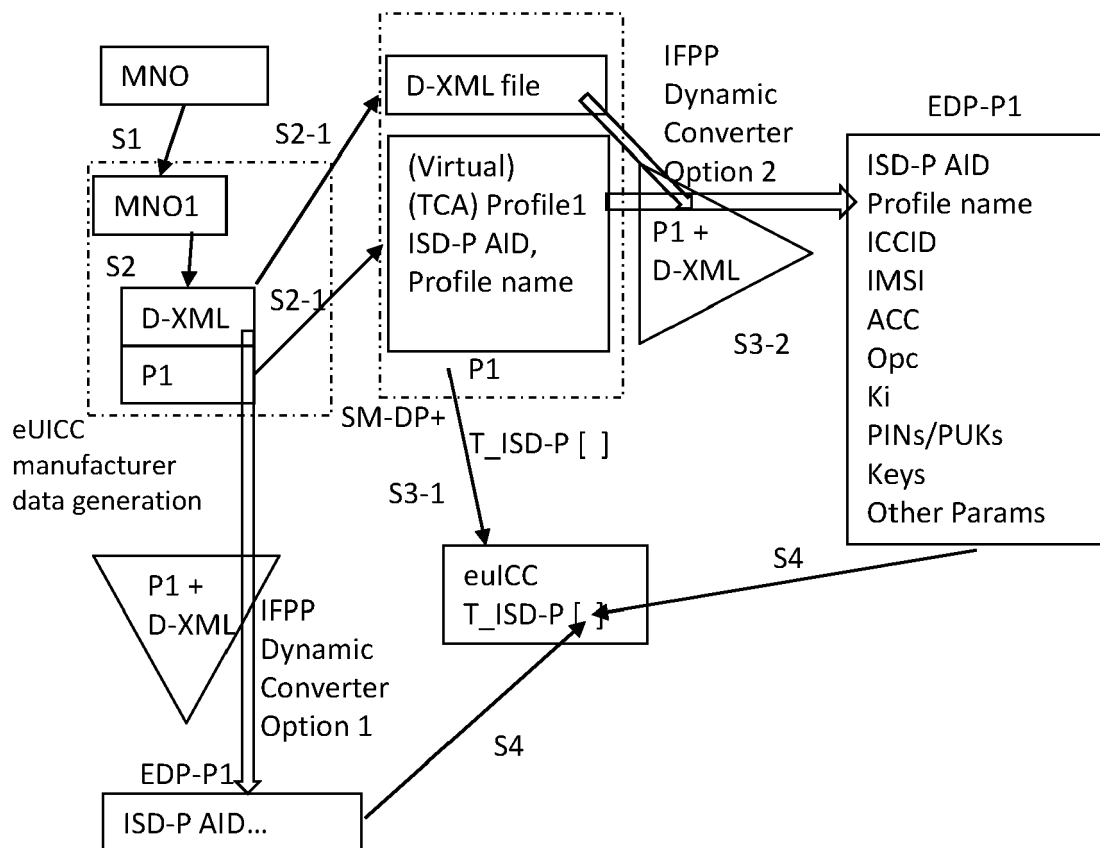 MNO
S1
MNO1
S2
D-XML
P1
eUICC
manufacturer
data generation
S2-1
S2-1
D-XML file
(Virtual)
(TCA) Profile1
ISD-P AID,
Profile name
P1
SM-DP+
T_ISD-P [ ]
S3-1
IFPP
Dynamic
Converter
Option 2
P1 +
D-XML
S3-2
EDP-P1
ISD-P AID
Profile name
ICCID
IMSI
ACC
Opc
Ki
PINs/PUKs
Keys
Other Params
S4
euICC
T_ISD-P [ ]
P1 +
D-XML
IFPP
Dynamic
Converter
Option 1
S4
EDP-P1
ISD-P AID...